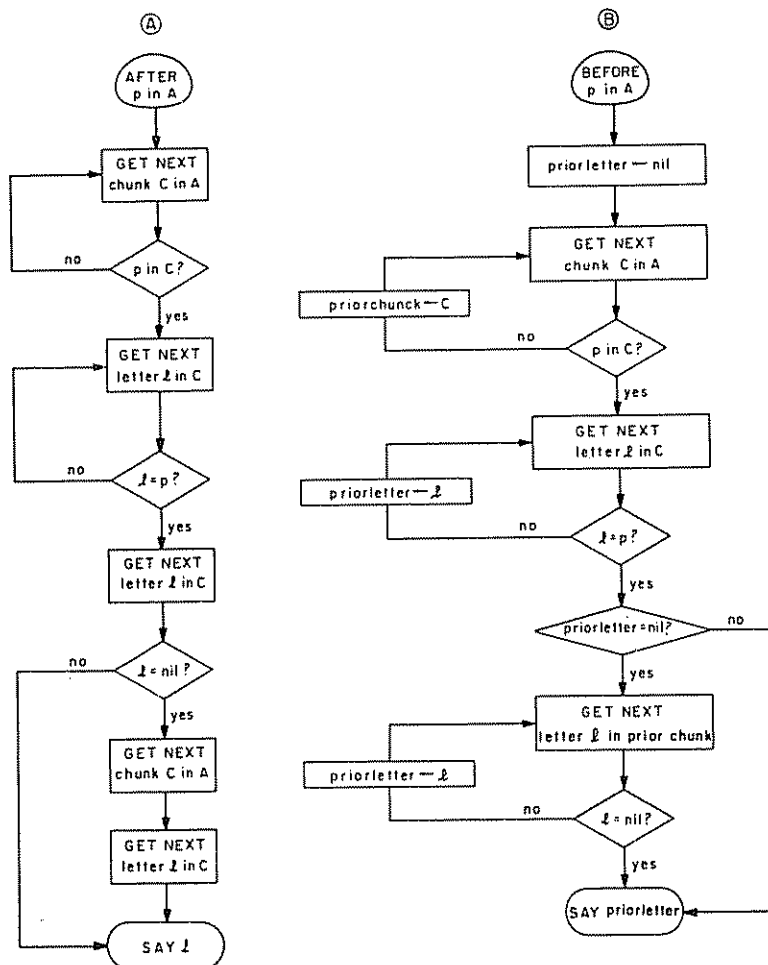 A
AFTER
p in A
GET NEXT
chunk C in A
p in C?
no
yes
GET NEXT
letter ℓ in C
ℓ = p?
no
yes
GET NEXT
letter ℓ in C
ℓ = nil?
no
yes
GET NEXT
chunk C in A
GET NEXT
letter ℓ in C
SAY ℓ
B
BEFORE
p in A
priorletter ← nil
GET NEXT
chunk C in A
priorchunck ← C
no
p in C?
yes
GET NEXT
letter ℓ in C
priorletter ← ℓ
no
ℓ = p?
yes
priorletter = nil?
no
yes
GET NEXT
letter ℓ in prior chunk
priorletter ← ℓ
no
ℓ = nil?
yes
SAY priorletter